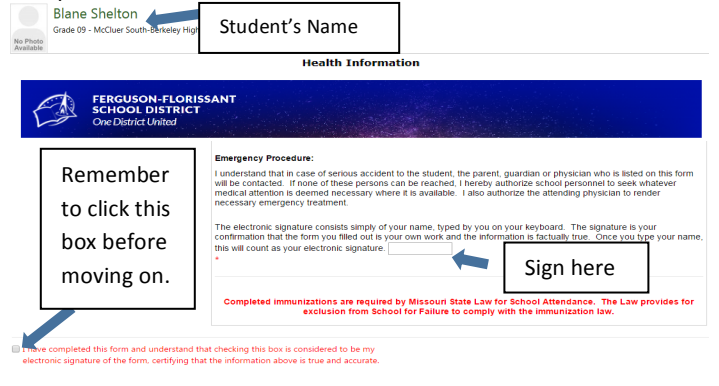 Blane Shelton
Grade 09 - McCluer South-Berkeley High
No Photo
Available
Student's Name
Health Information
FERGUSON-FLORISSANT
SCHOOL DISTRICT
One District United
Remember
to click this
box before
moving on.
Emergency Procedure:
I understand that in case of serious accident to the student, the parent, guardian or physician who is listed on this form
will be contacted. If none of these persons can be reached, I hereby authorize school personnel to seek whatever
medical attention is deemed necessary where it is available. I also authorize the attending physician to render
necessary emergency treatment.
The electronic signature consists simply of your name, typed by you on your keyboard. The signature is your
confirmation that the form you filled out is your own work and the information is factually true. Once you type your name,
this will count as your electronic signature.
*
Sign here
Completed immunizations are required by Missouri State Law for School Attendance. The Law provides for
exclusion from School for Failure to comply with the immunization law.
I have completed this form and understand that checking this box is considered to be my
electronic signature of the form, certifying that the information above is true and accurate.